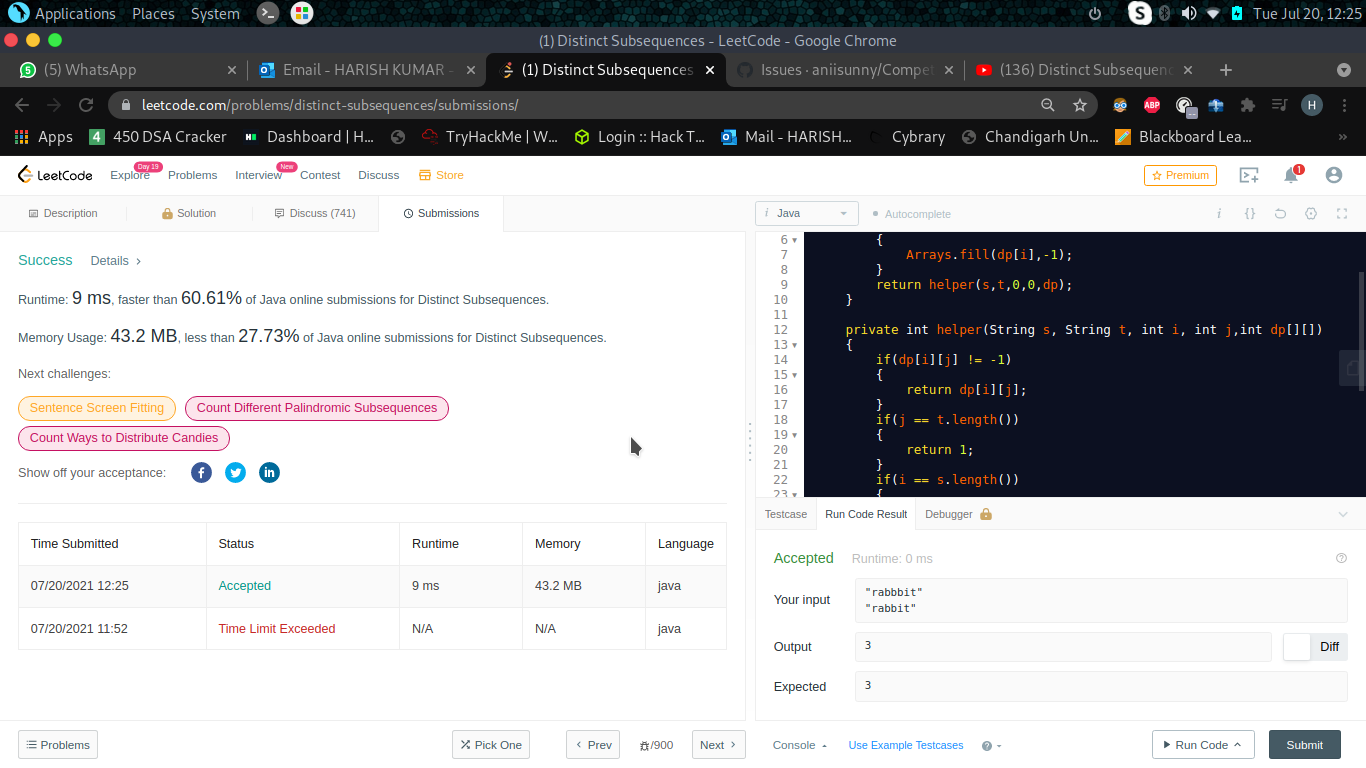 Applications Places System Tue Jul 20, 12:25
(1) Distinct Subsequences - LeetCode - Google Chrome
(5) WhatsApp Email - HARISH KUMAR - (1) Distinct Subsequences Issues · aniisunny/Compet (136) Distinct Subsequenc
leetcode.com/problems/distinct-subsequences/submissions/
Apps 450 DSA Cracker Dashboard | H... TryHackMe | W... Login :: Hack T... Mail - HARISH... Cybrary Chandigarh Un... Blackboard Lea... »
LeetCode Explore Day 19 Problems Interview New Contest Discuss Store Premium 1
Description Solution Discuss (741) Submissions
Success Details >
Runtime: 9 ms, faster than 60.61% of Java online submissions for Distinct Subsequences.
Memory Usage: 43.2 MB, less than 27.73% of Java online submissions for Distinct Subsequences.
Next challenges:
Sentence Screen Fitting Count Different Palindromic Subsequences
Count Ways to Distribute Candies
Show off your acceptance:
Time Submitted Status Runtime Memory Language
07/20/2021 12:25 Accepted 9 ms 43.2 MB java
07/20/2021 11:52 Time Limit Exceeded N/A N/A java
Problems Pick One < Prev /900 Next >
i Java Autocomplete i {}
6 {
7 Arrays.fill(dp[i],-1);
8 }
9 return helper(s,t,0,0,dp);
10 }
11
12 private int helper(String s, String t, int i, int j,int dp[][])
13 {
14 if(dp[i][j] != -1)
15 {
16 return dp[i][j];
17 }
18 if(j == t.length())
19 {
20 return 1;
21 }
22 if(i == s.length())
23 {
Testcase Run Code Result Debugger
Accepted Runtime: 0 ms
Your input "rabbbit"
"rabbit"
Output 3 Diff
Expected 3
Console Use Example Testcases ? Run Code Submit